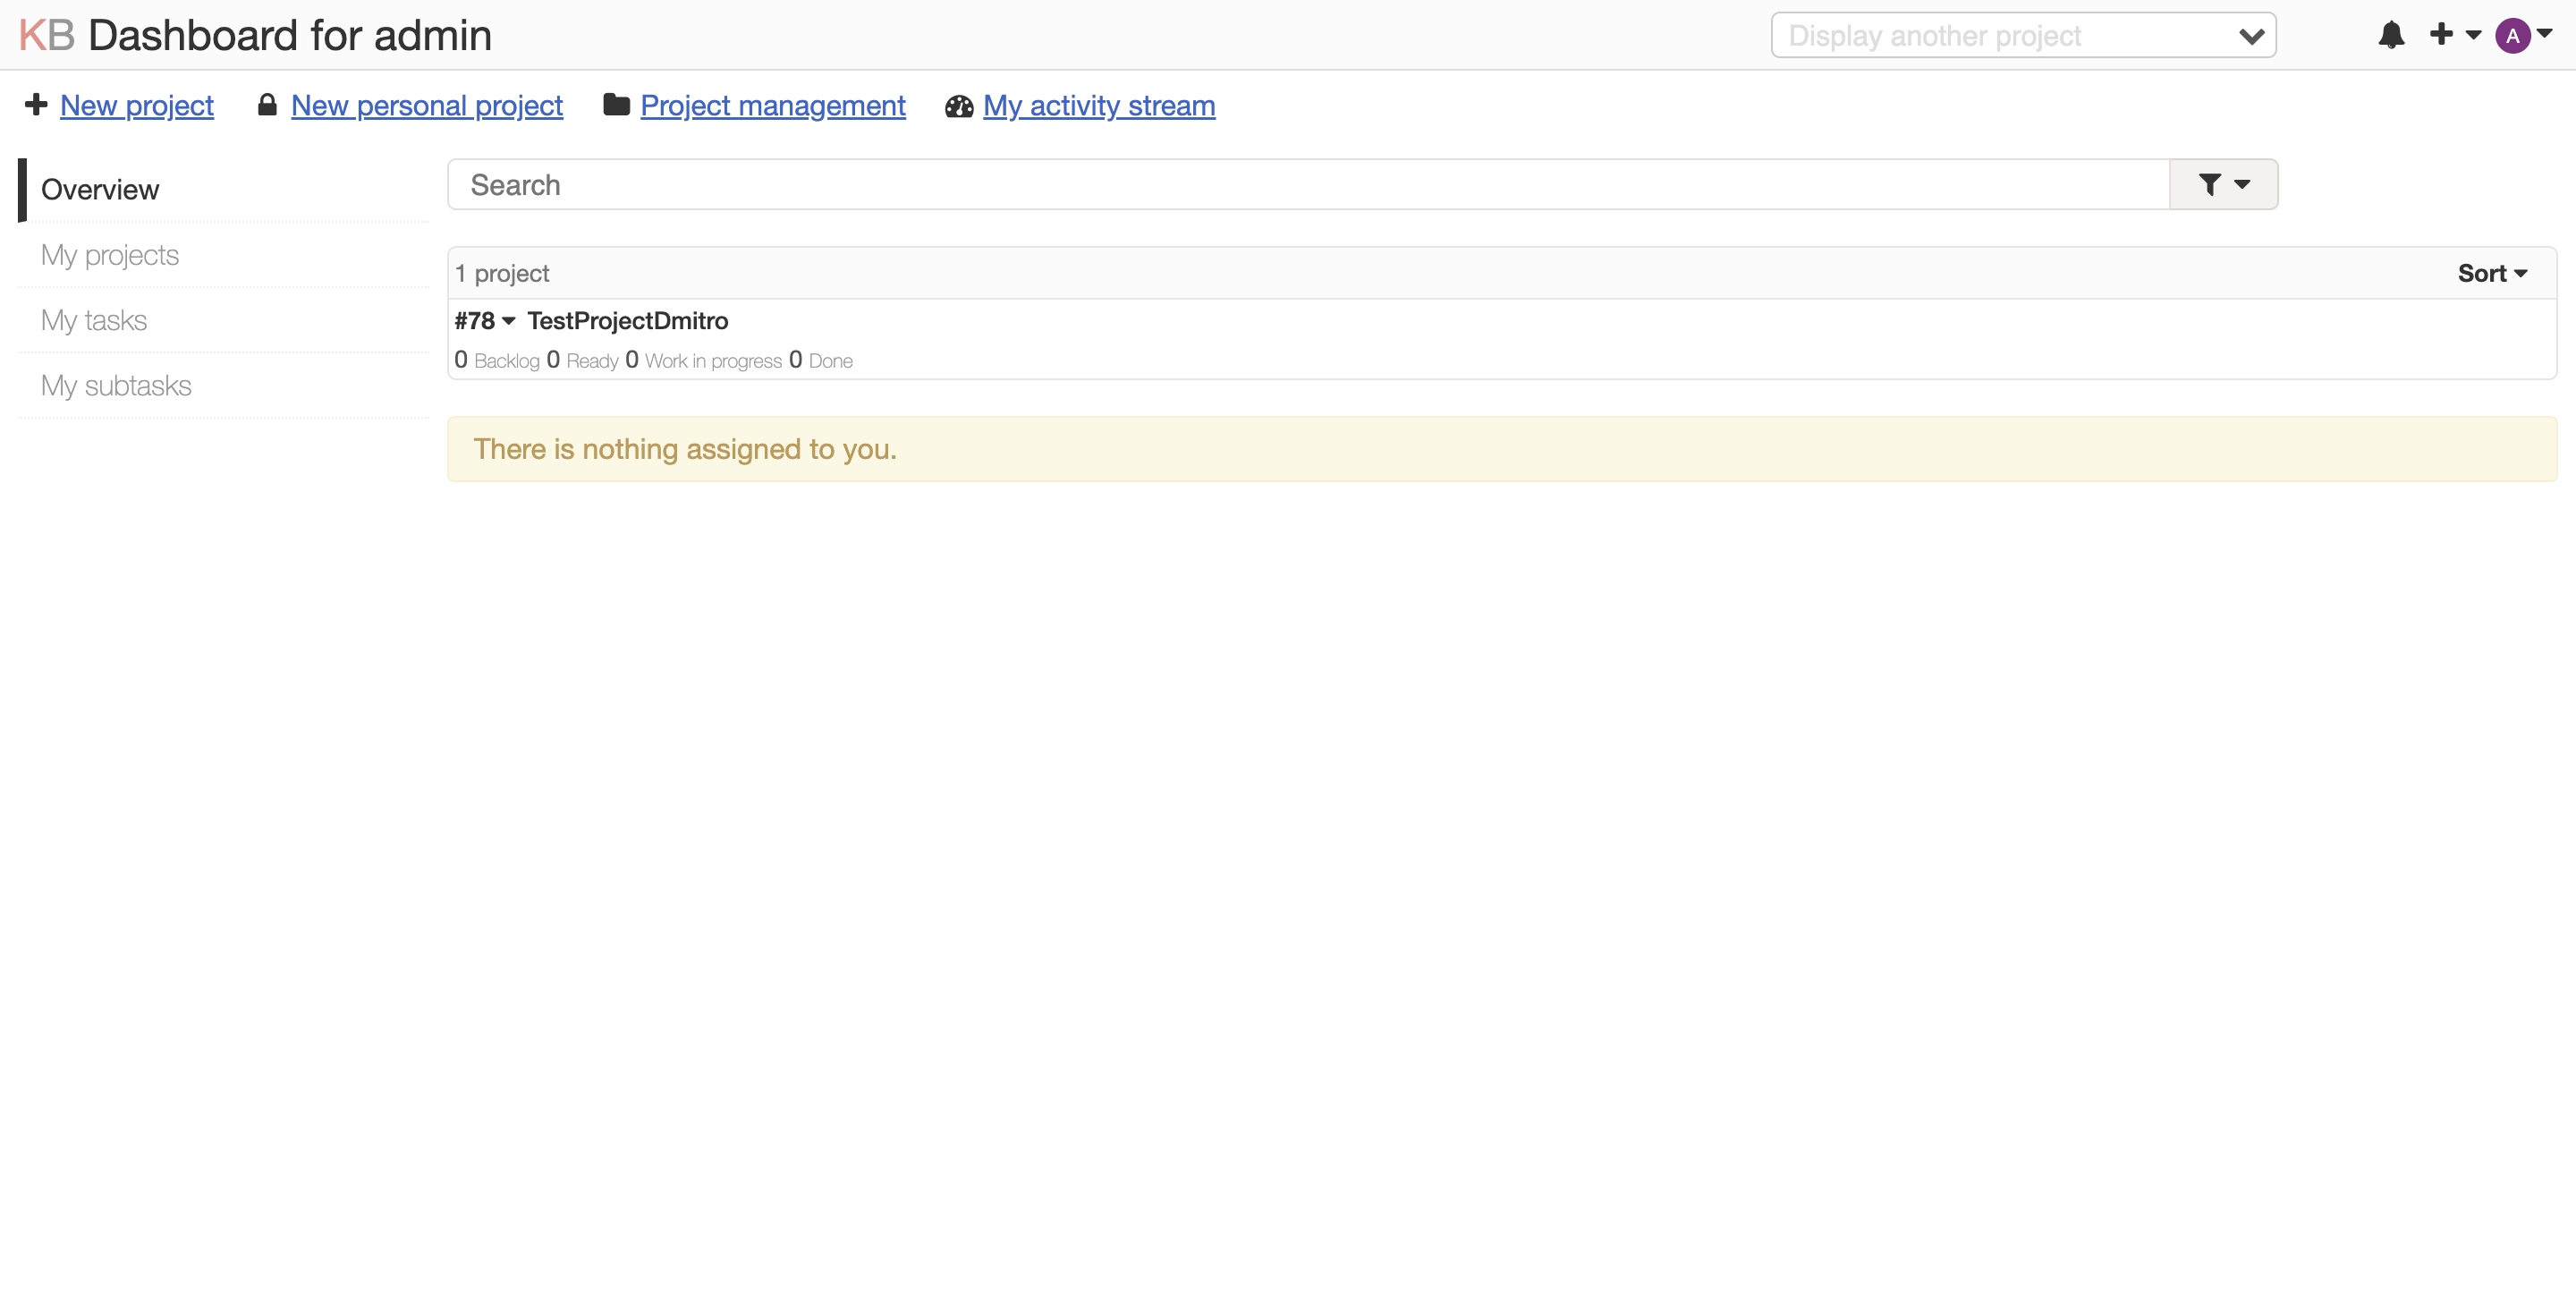 KB Dashboard for admin
Display another project
A
New project
New personal project
Project management
My activity stream
Overview
My projects
My tasks
My subtasks
Search
1 project
Sort
#78 TestProjectDmitro
0 Backlog 0 Ready 0 Work in progress 0 Done
There is nothing assigned to you.